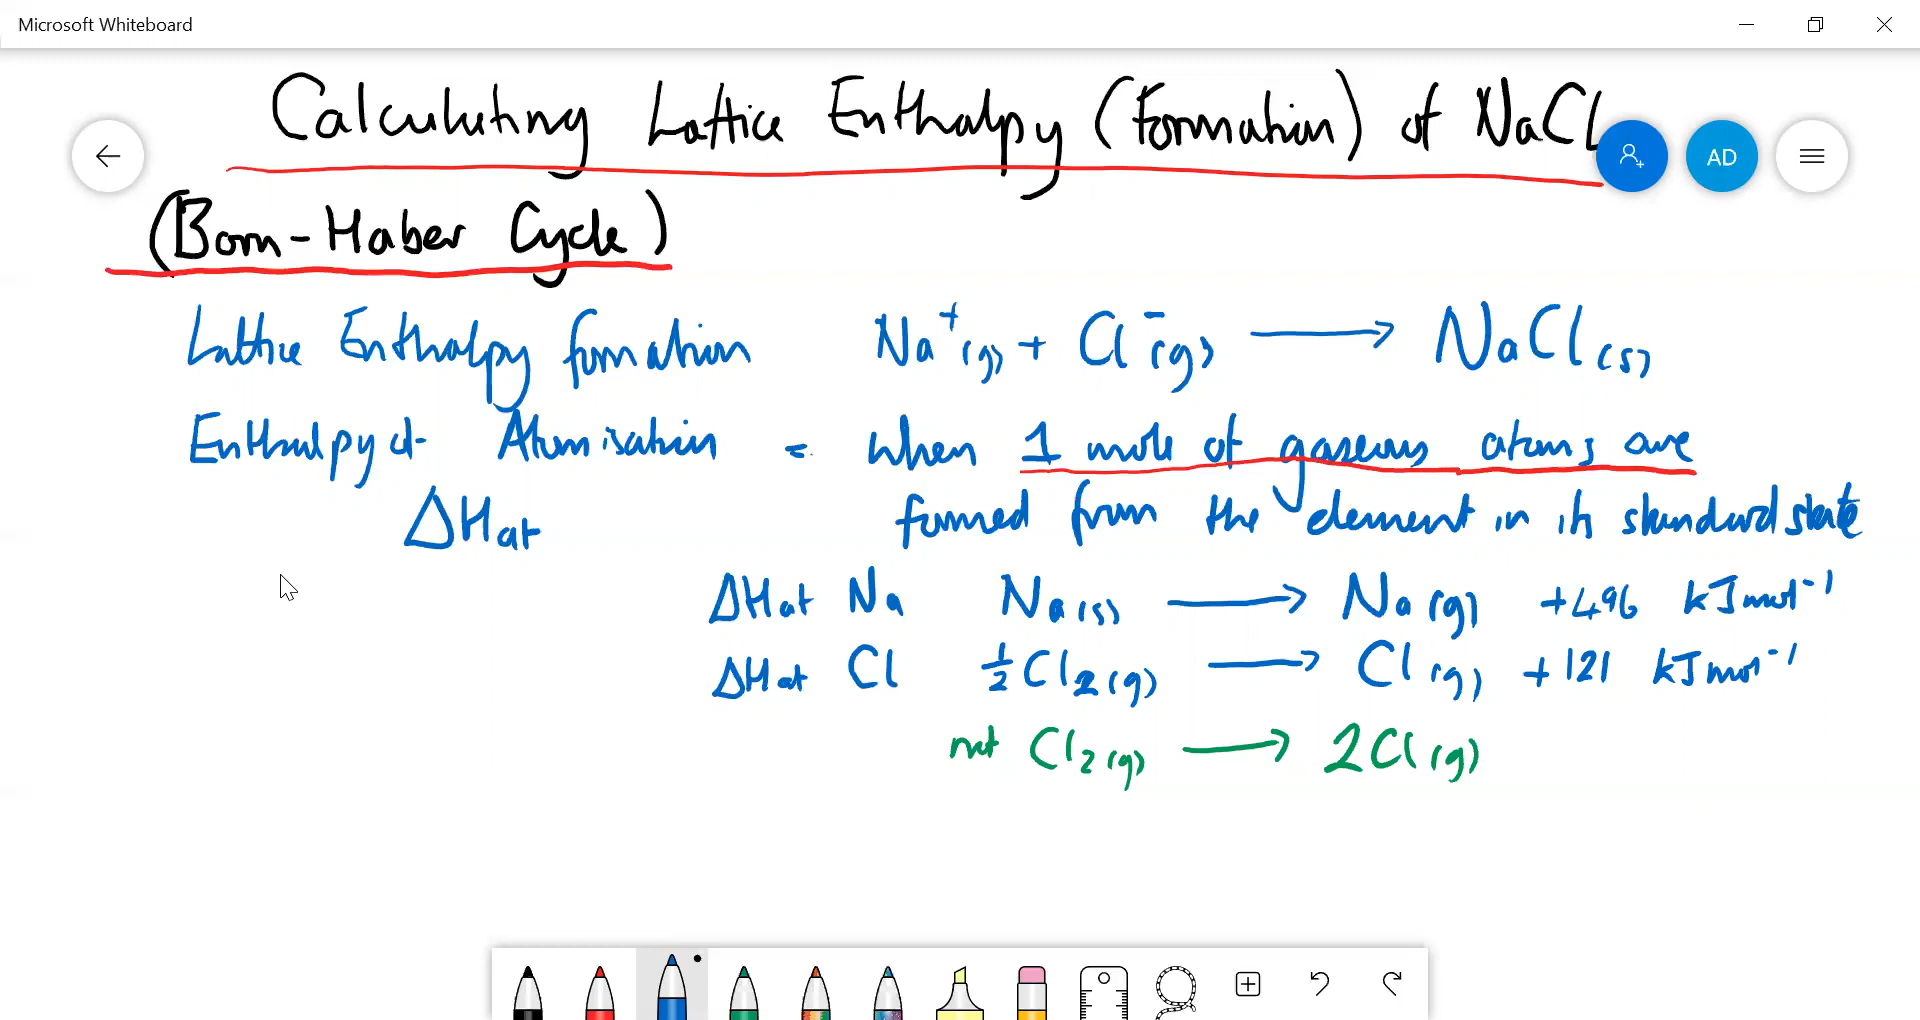 Microsoft Whiteboard
Calculating Lattice Enthalpy (Formation) of NaCl
(Born-Haber Cycle)
AD
Lattice Enthalpy formation Na⁺(g) + Cl⁻(g) ⟶ NaCl(s)
Enthalpy of Atomisation = when 1 mole of gaseous atoms are
ΔHat formed from the element in its standard state
ΔHat Na Na(s) ⟶ Na(g) +496 kJmol⁻¹
ΔHat Cl ½Cl₂(g) ⟶ Cl(g) +121 kJmol⁻¹
not Cl₂(g) ⟶ 2Cl(g)